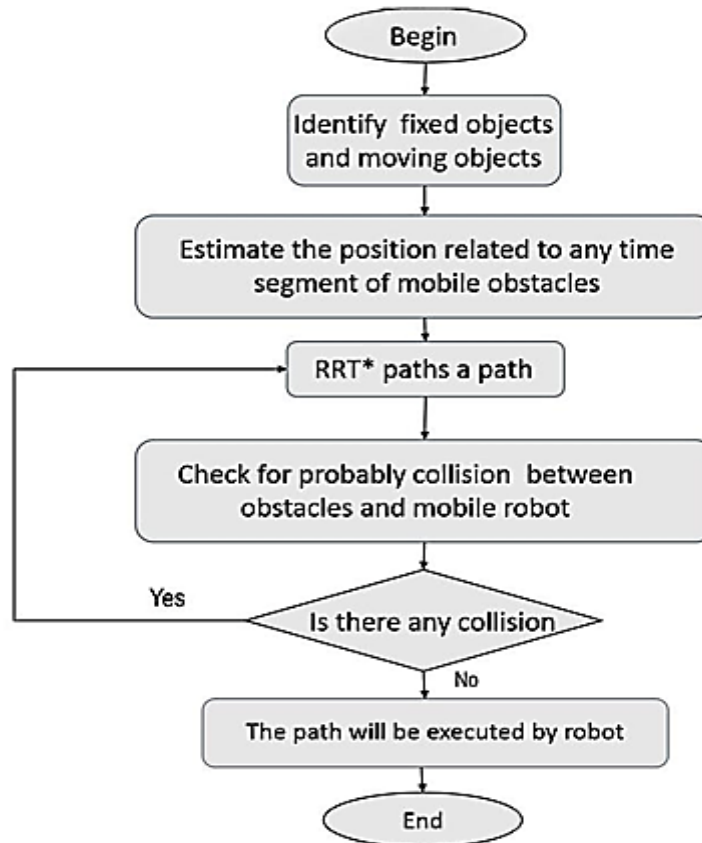 Begin
Identify fixed objects
and moving objects
Estimate the position related to any time
segment of mobile obstacles
RRT* paths a path
Check for probably collision between
obstacles and mobile robot
Yes
Is there any collision
No
The path will be executed by robot
End